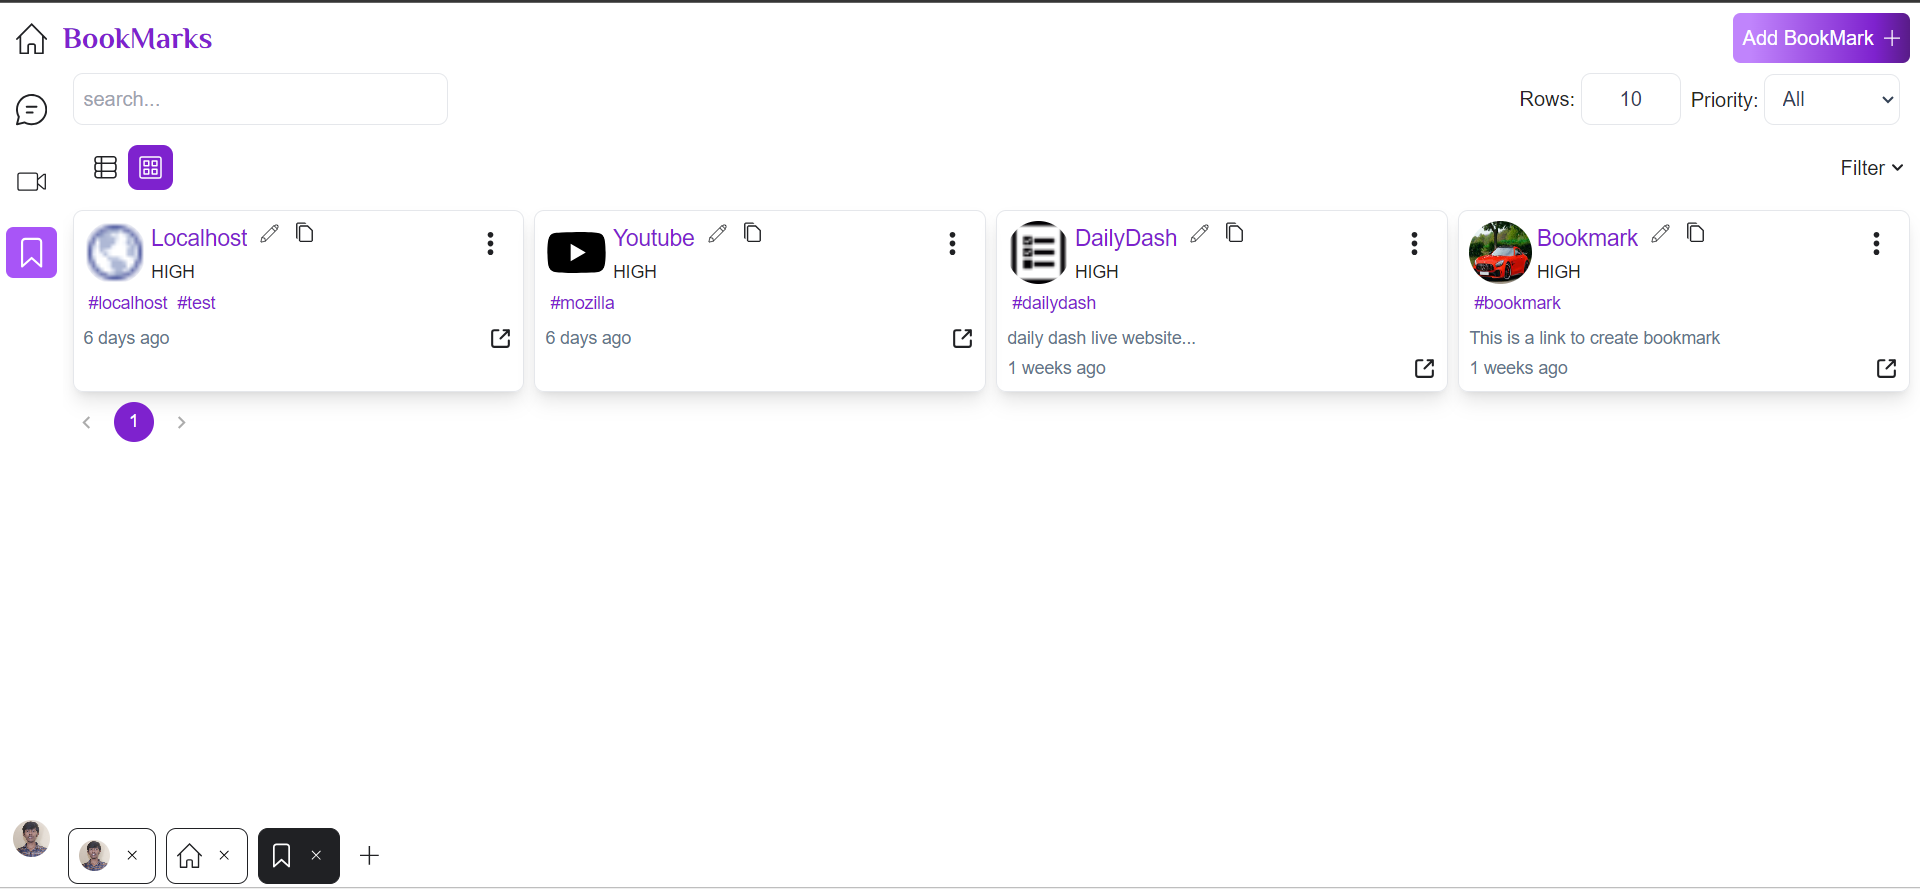 BookMarks
Add BookMark
search...
Rows: 10 Priority: All
Filter
Localhost
HIGH
#localhost #test
6 days ago
Youtube
HIGH
#mozilla
6 days ago
DailyDash
HIGH
#dailydash
daily dash live website...
1 weeks ago
Bookmark
HIGH
#bookmark
This is a link to create bookmark
1 weeks ago
1